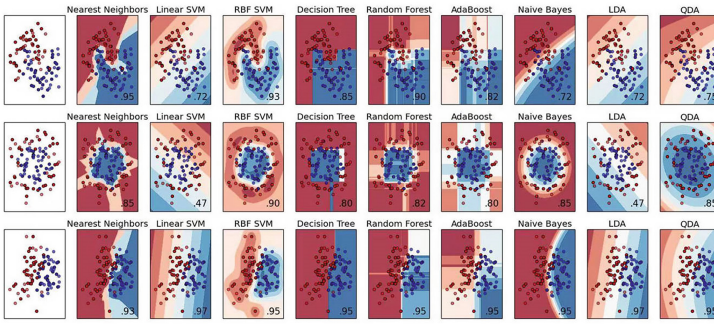 Nearest Neighbors Linear SVM RBF SVM Decision Tree Random Forest AdaBoost Naive Bayes LDA QDA
.95 .72 .93 .85 .90 .82 .72 .72 .75
Nearest Neighbors Linear SVM RBF SVM Decision Tree Random Forest AdaBoost Naive Bayes LDA QDA
.85 .47 .90 .80 .82 .80 .85 .47 .85
Nearest Neighbors Linear SVM RBF SVM Decision Tree Random Forest AdaBoost Naive Bayes LDA QDA
.93 .97 .95 .95 .95 .95 .95 .97